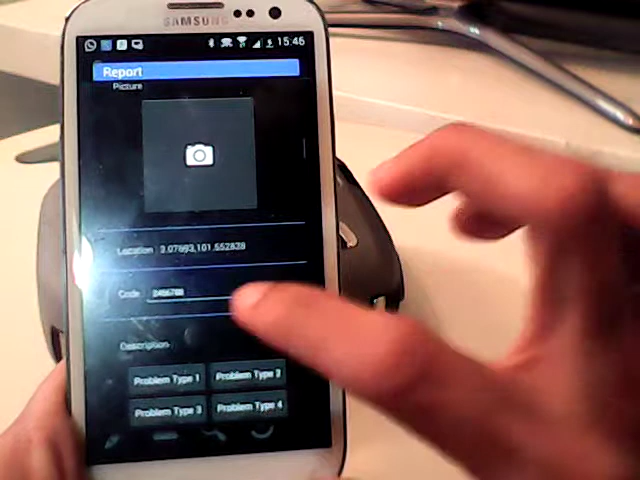 SAMSUNG
15:46
Report
Picture
Location 3.07693,101.552828
Code
Description
Problem Type 1 Problem Type 2
Problem Type 3 Problem Type 4